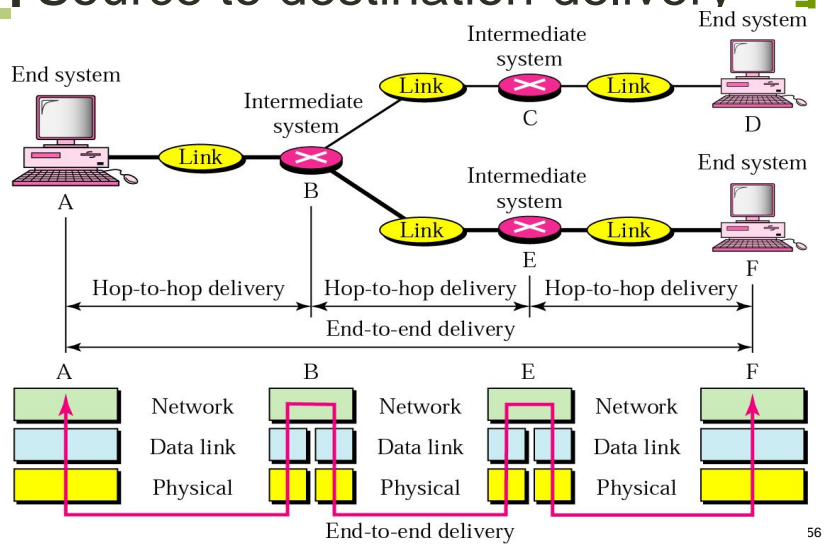 Source to destination delivery
End system
Intermediate
system
Link
Link
C
D
End system
A
Link
Intermediate
system
B
Intermediate
system
Link
E
Link
End system
F
Hop-to-hop delivery
Hop-to-hop delivery
Hop-to-hop delivery
End-to-end delivery
A
B
E
F
Network
Network
Network
Data link
Data link
Data link
Physical
Physical
Physical
End-to-end delivery
56